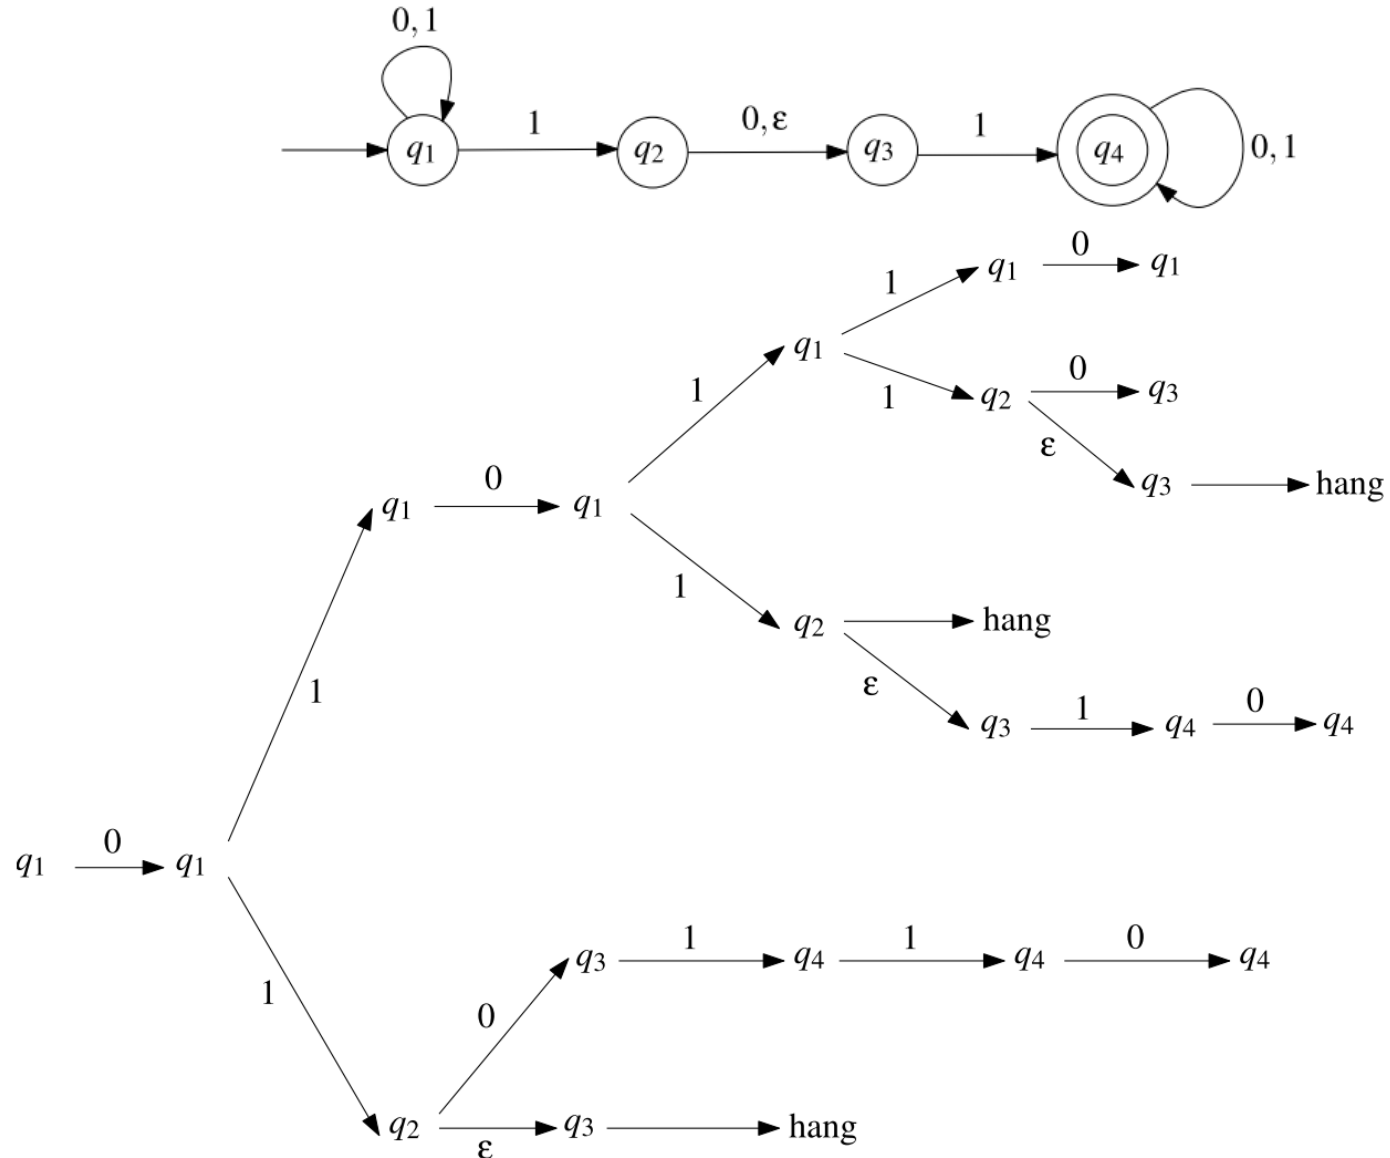 0,1
q1 1 q2 0,ε q3 1 q4 0,1
0
1 q1 q1
q1
1 0
1 q2 q3
ε
0 q3 hang
q1 q1
1 q2 hang
ε
1 1 0
q3 q4 q4
0
q1 q1
1 1 0
q3 q4 q4 q4
1
0
q2 q3 hang
ε